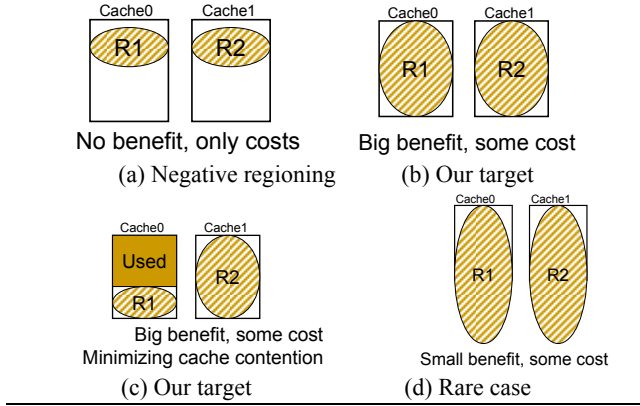 Cache0 Cache1
R1 R2
No benefit, only costs
(a) Negative regioning
Cache0 Cache1
R1 R2
Big benefit, some cost
(b) Our target
Cache0 Cache1
Used
R1 R2
Big benefit, some cost
Minimizing cache contention
(c) Our target
Cache0 Cache1
R1 R2
Small benefit, some cost
(d) Rare case